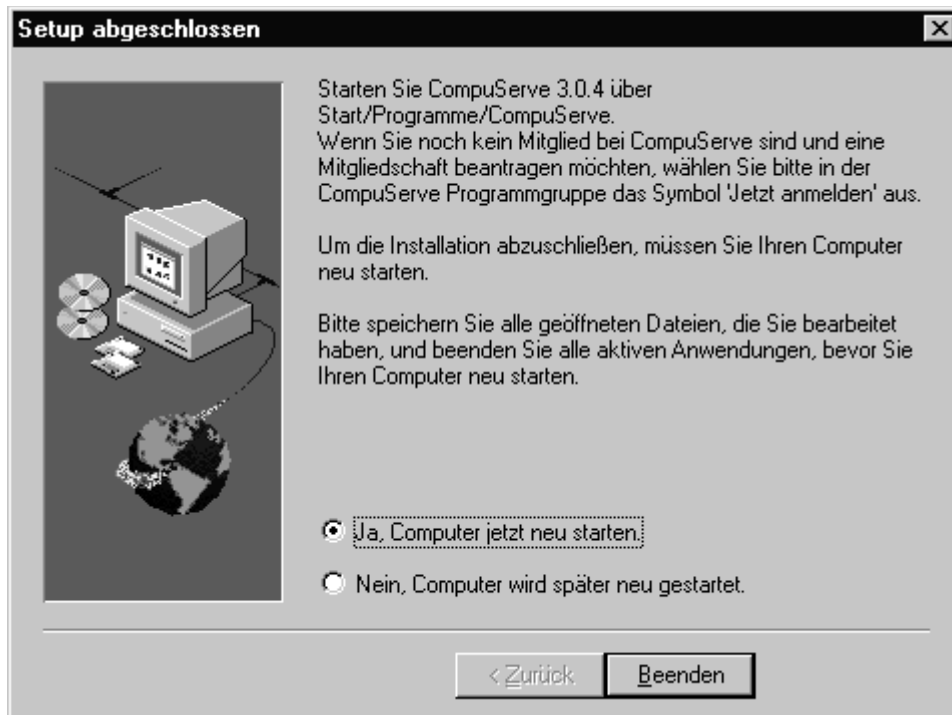 Setup abgeschlossen
Starten Sie CompuServe 3.0.4 über
Start/Programme/CompuServe.
Wenn Sie noch kein Mitglied bei CompuServe sind und eine
Mitgliedschaft beantragen möchten, wählen Sie bitte in der
CompuServe Programmgruppe das Symbol 'Jetzt anmelden' aus.
Um die Installation abzuschließen, müssen Sie Ihren Computer
neu starten.
Bitte speichern Sie alle geöffneten Dateien, die Sie bearbeitet
haben, und beenden Sie alle aktiven Anwendungen, bevor Sie
Ihren Computer neu starten.
Ja, Computer jetzt neu starten.
Nein, Computer wird später neu gestartet.
< Zurück
Beenden